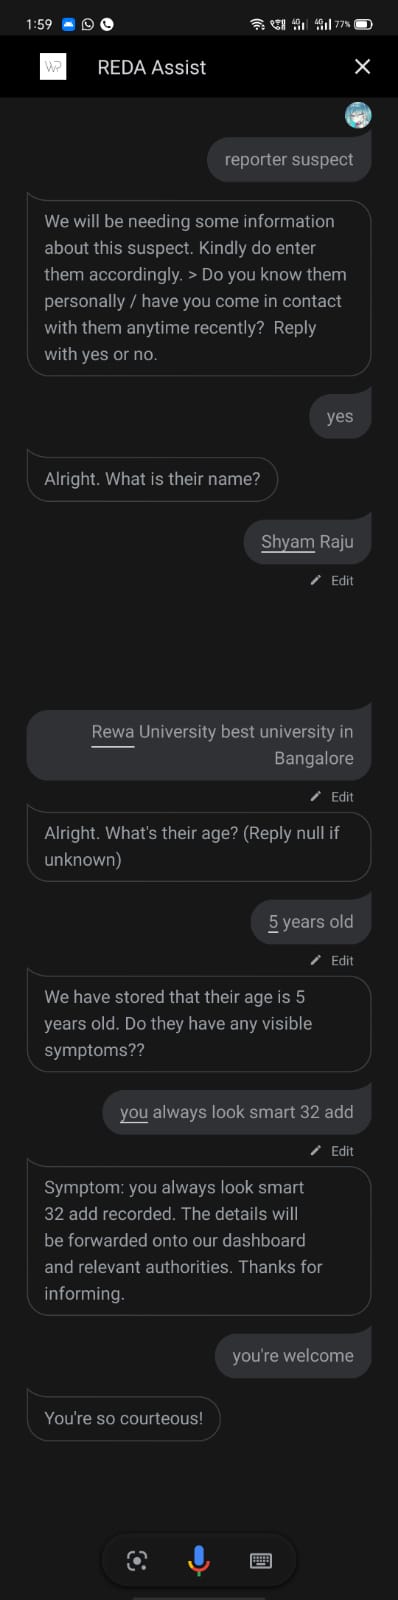 1:59 4G 4G 77%
WP REDA Assist
reporter suspect
We will be needing some information
about this suspect. Kindly do enter
them accordingly. > Do you know them
personally / have you come in contact
with them anytime recently?  Reply
with yes or no.
yes
Alright. What is their name?
Shyam Raju
Edit
Rewa University best university in
Bangalore
Edit
Alright. What's their age? (Reply null if
unknown)
5 years old
Edit
We have stored that their age is 5
years old. Do they have any visible
symptoms??
you always look smart 32 add
Edit
Symptom: you always look smart
32 add recorded. The details will
be forwarded onto our dashboard
and relevant authorities. Thanks for
informing.
you're welcome
You're so courteous!